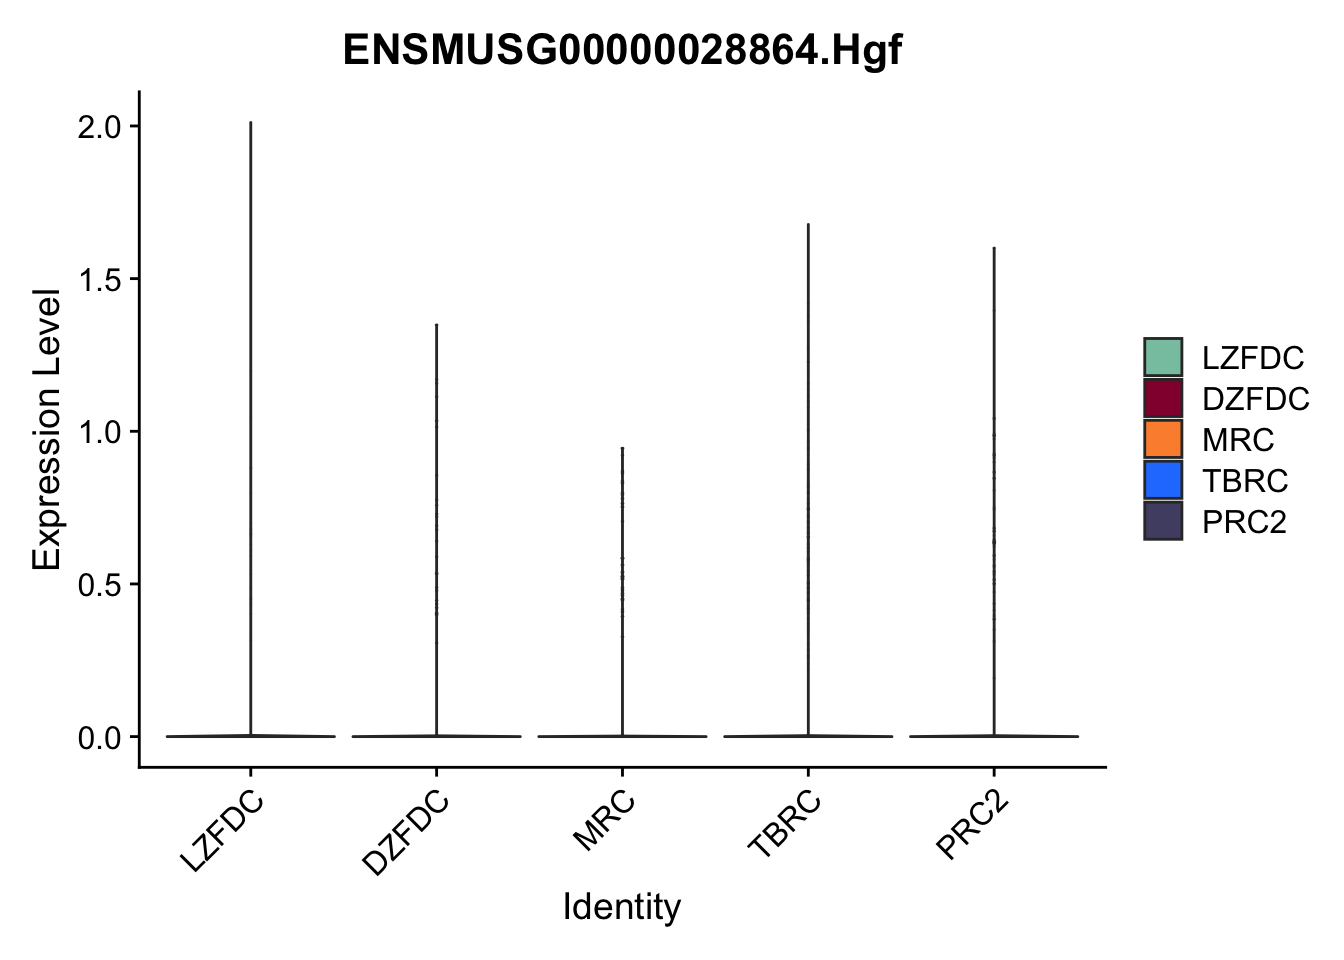 ENSMUSG00000028864.Hgf
Expression Level
2.0
1.5
1.0
0.5
0.0
LZFDC
DZFDC
MRC
TBRC
PRC2
Identity
LZFDC
DZFDC
MRC
TBRC
PRC2